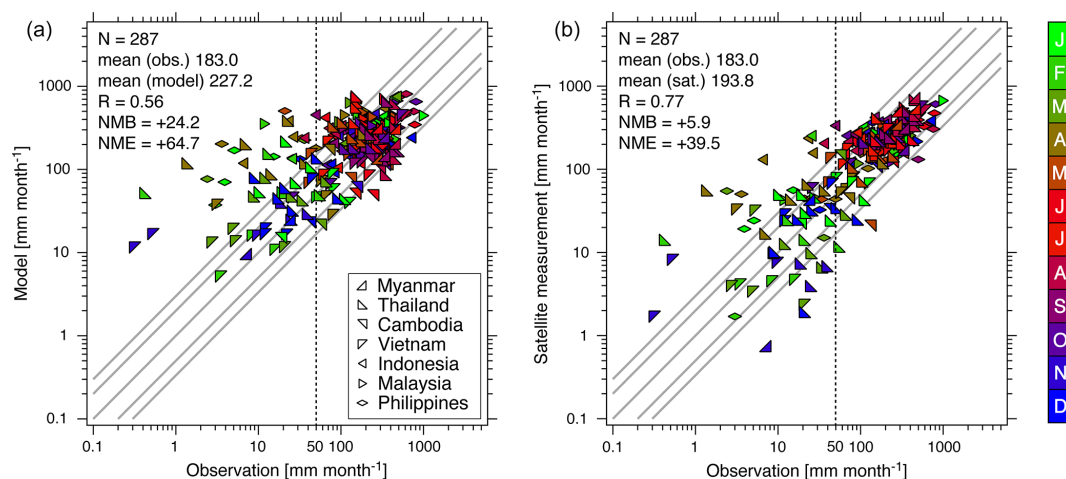 (a)
N = 287
mean (obs.) 183.0
mean (model) 227.2
R = 0.56
NMB = +24.2
NME = +64.7
Model [mm month-1]
1000
100
10
1
0.1
Myanmar
Thailand
Cambodia
Vietnam
Indonesia
Malaysia
Philippines
0.1 1 10 50 100 1000
Observation [mm month-1]
(b)
N = 287
mean (obs.) 183.0
mean (sat.) 193.8
R = 0.77
NMB = +5.9
NME = +39.5
Satellite measurement [mm month-1]
1000
100
10
1
0.1
0.1 1 10 50 100 1000
Observation [mm month-1]
J
F
M
A
M
J
J
A
S
O
N
D